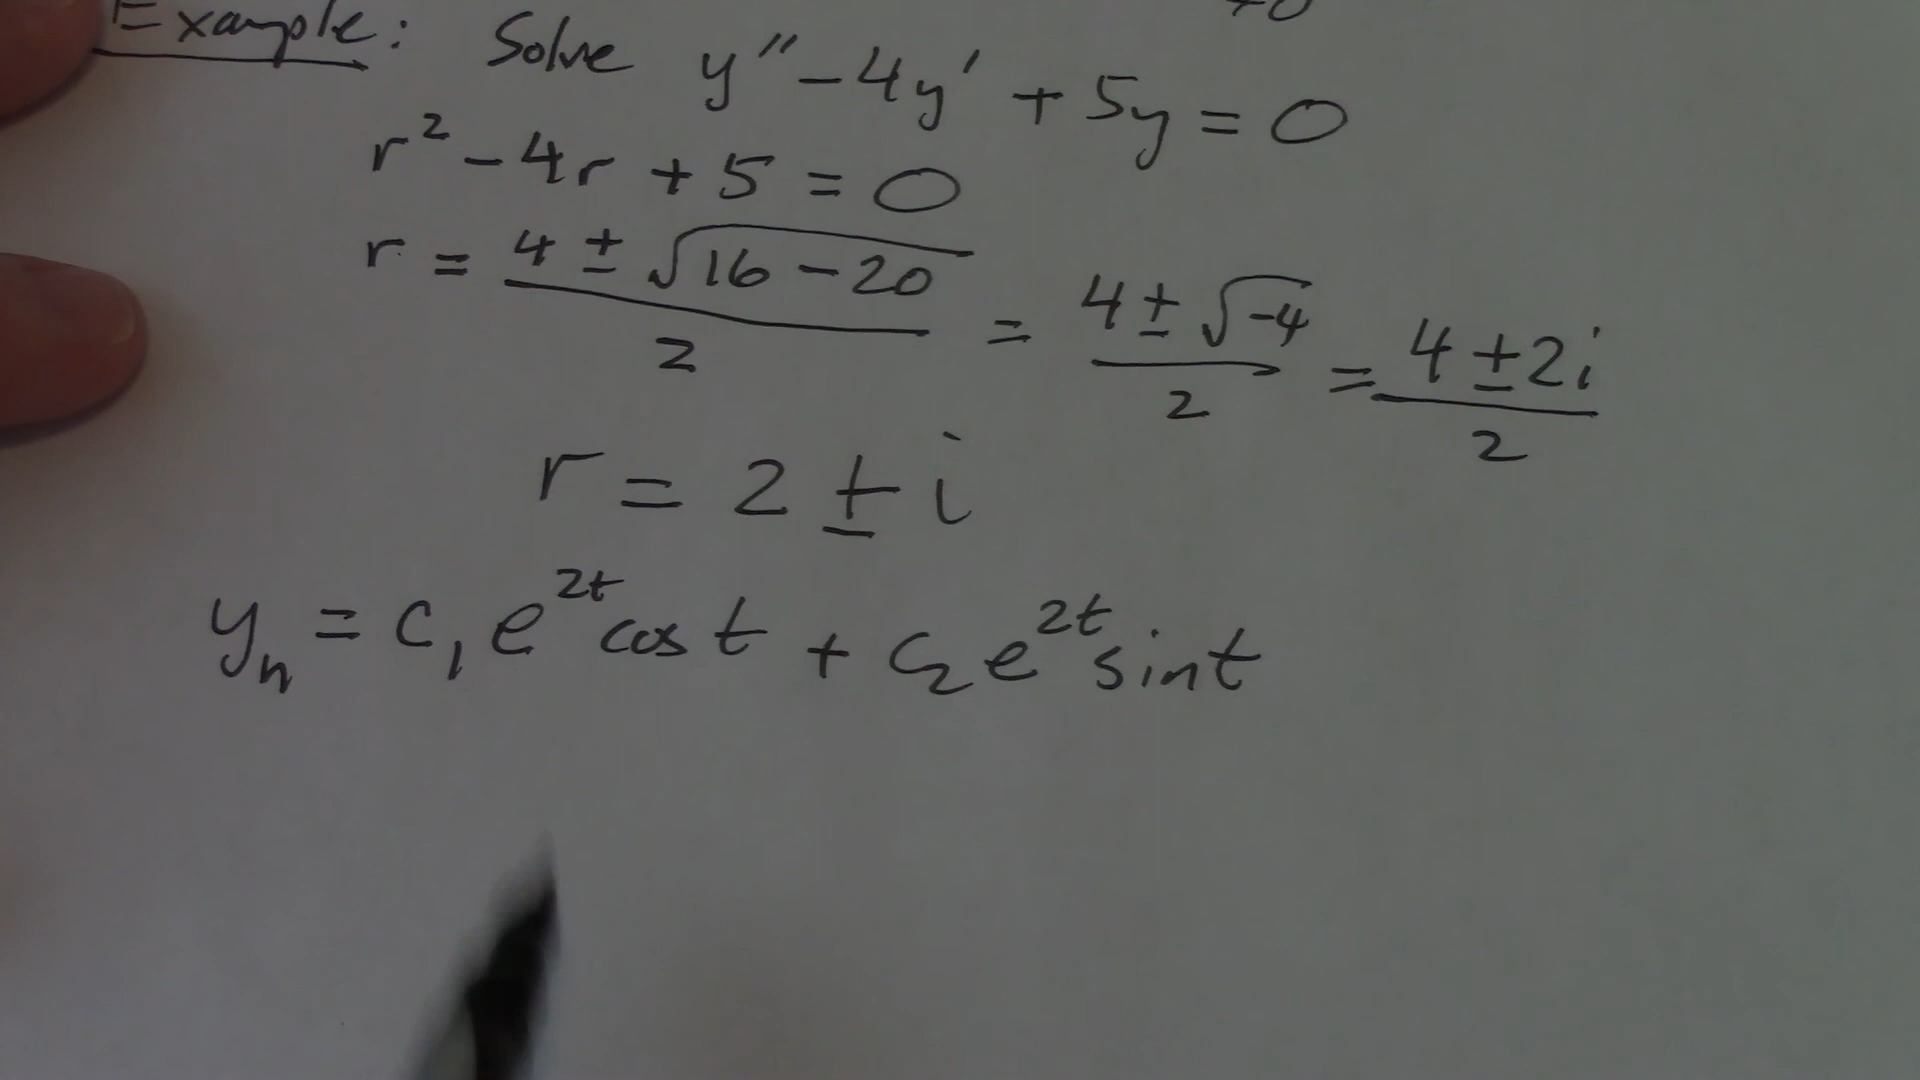 Example: Solve y'' - 4y' + 5y = 0
r² - 4r + 5 = 0
r = (4 ± √(16 - 20))/2 = (4 ± √-4)/2 = (4 ± 2i)/2
r = 2 ± i
yₕ = c₁e^(2t) cos t + c₂e^(2t) sin t